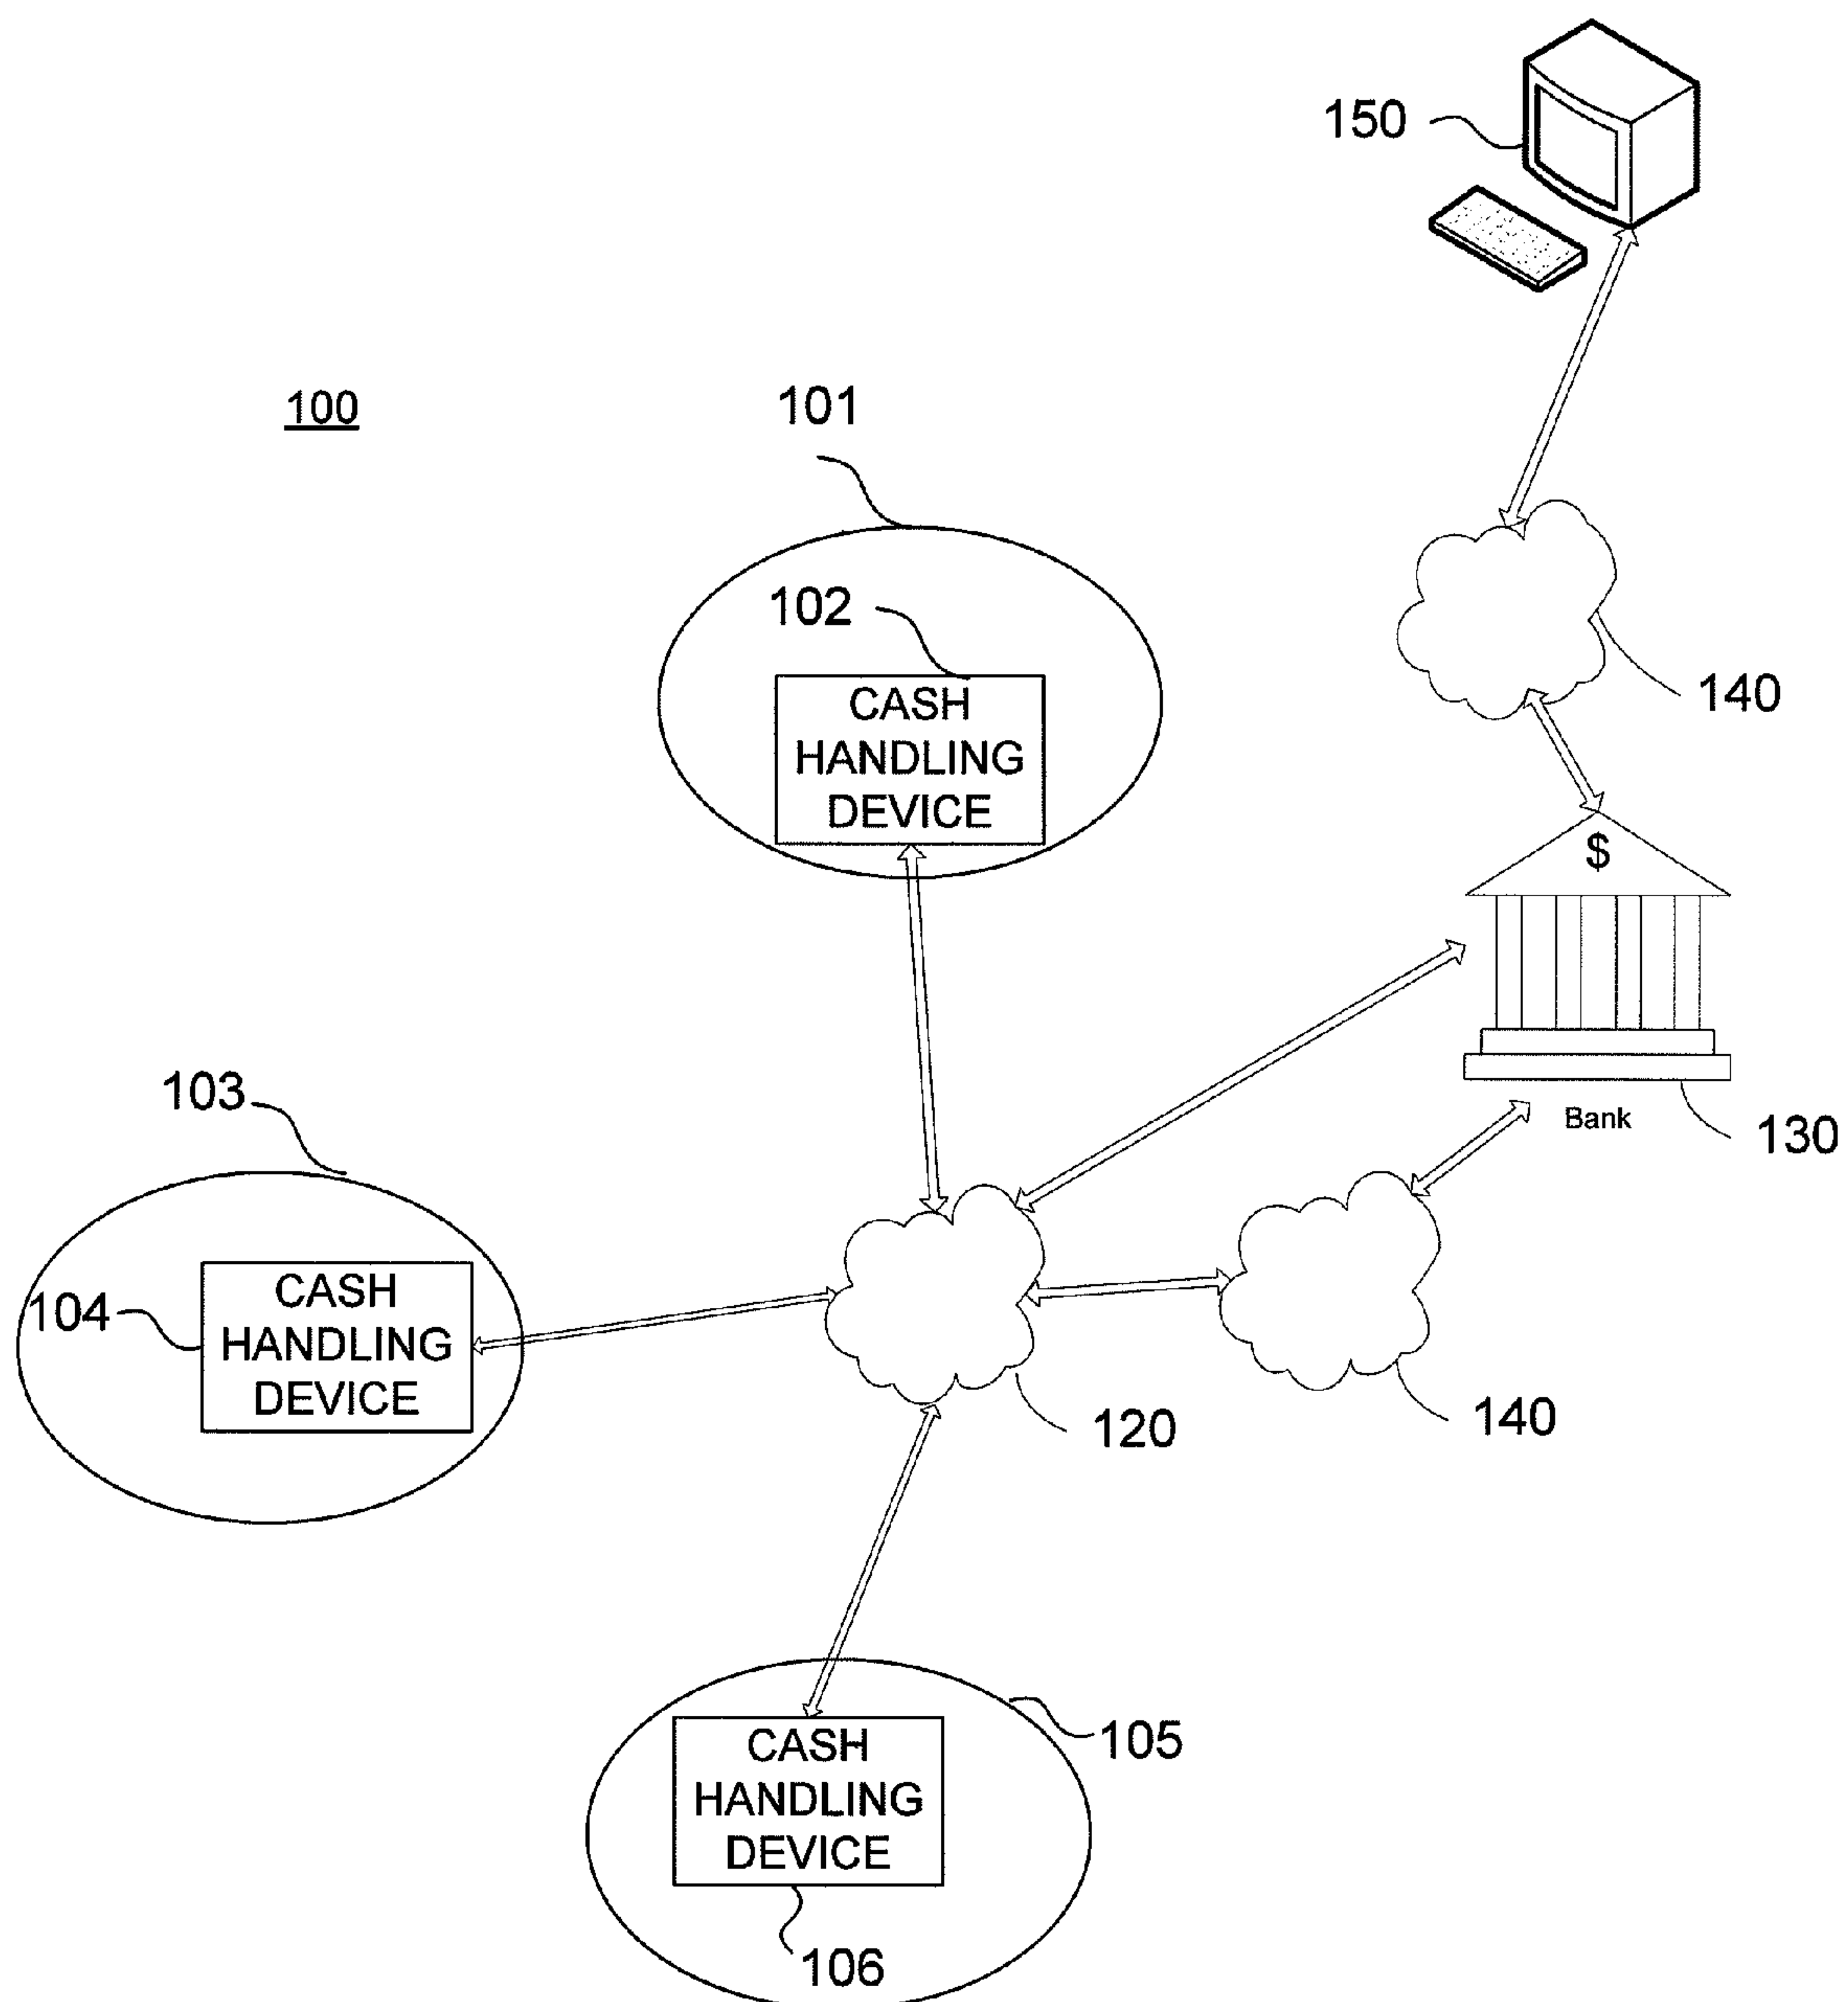 150
100
101
102
CASH
HANDLING
DEVICE
140
$
Bank
130
103
104
CASH
HANDLING
DEVICE
120
140
105
CASH
HANDLING
DEVICE
106